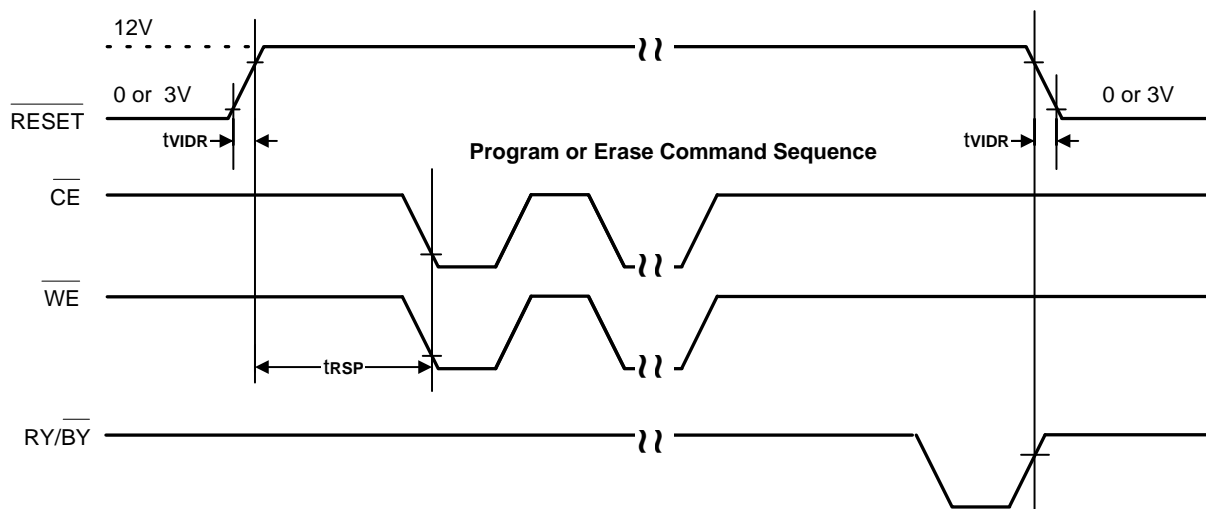 12V
0 or 3V
0 or 3V
RESET
tVIDR
tVIDR
Program or Erase Command Sequence
CE
WE
tRSP
RY/BY